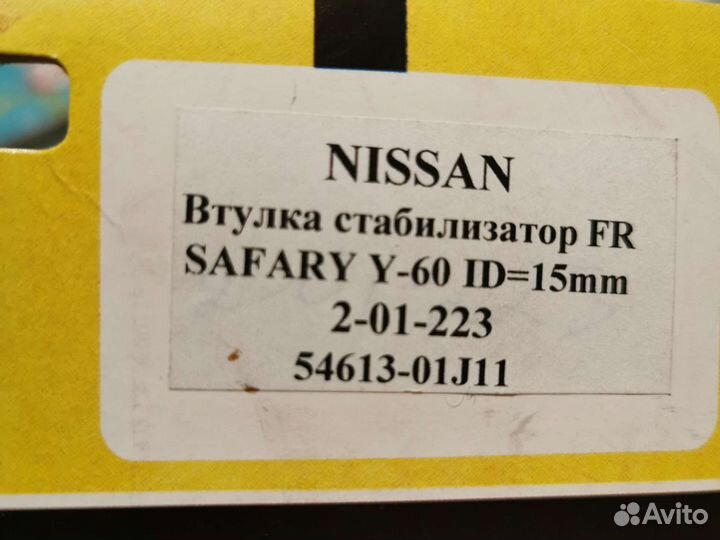 NISSAN
Втулка стабилизатор FR
SAFARY Y-60 ID=15mm
2-01-223
54613-01J11
Avito